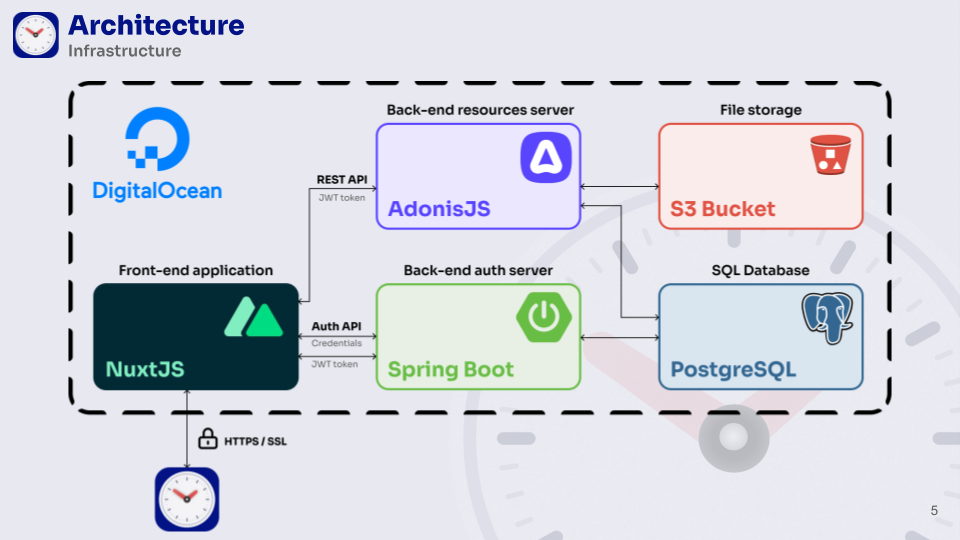 Architecture
Infrastructure
DigitalOcean
Back-end resources server
AdonisJS
File storage
S3 Bucket
REST API
JWT token
Front-end application
NuxtJS
Auth API
Credentials
JWT token
Back-end auth server
Spring Boot
SQL Database
PostgreSQL
HTTPS / SSL
5